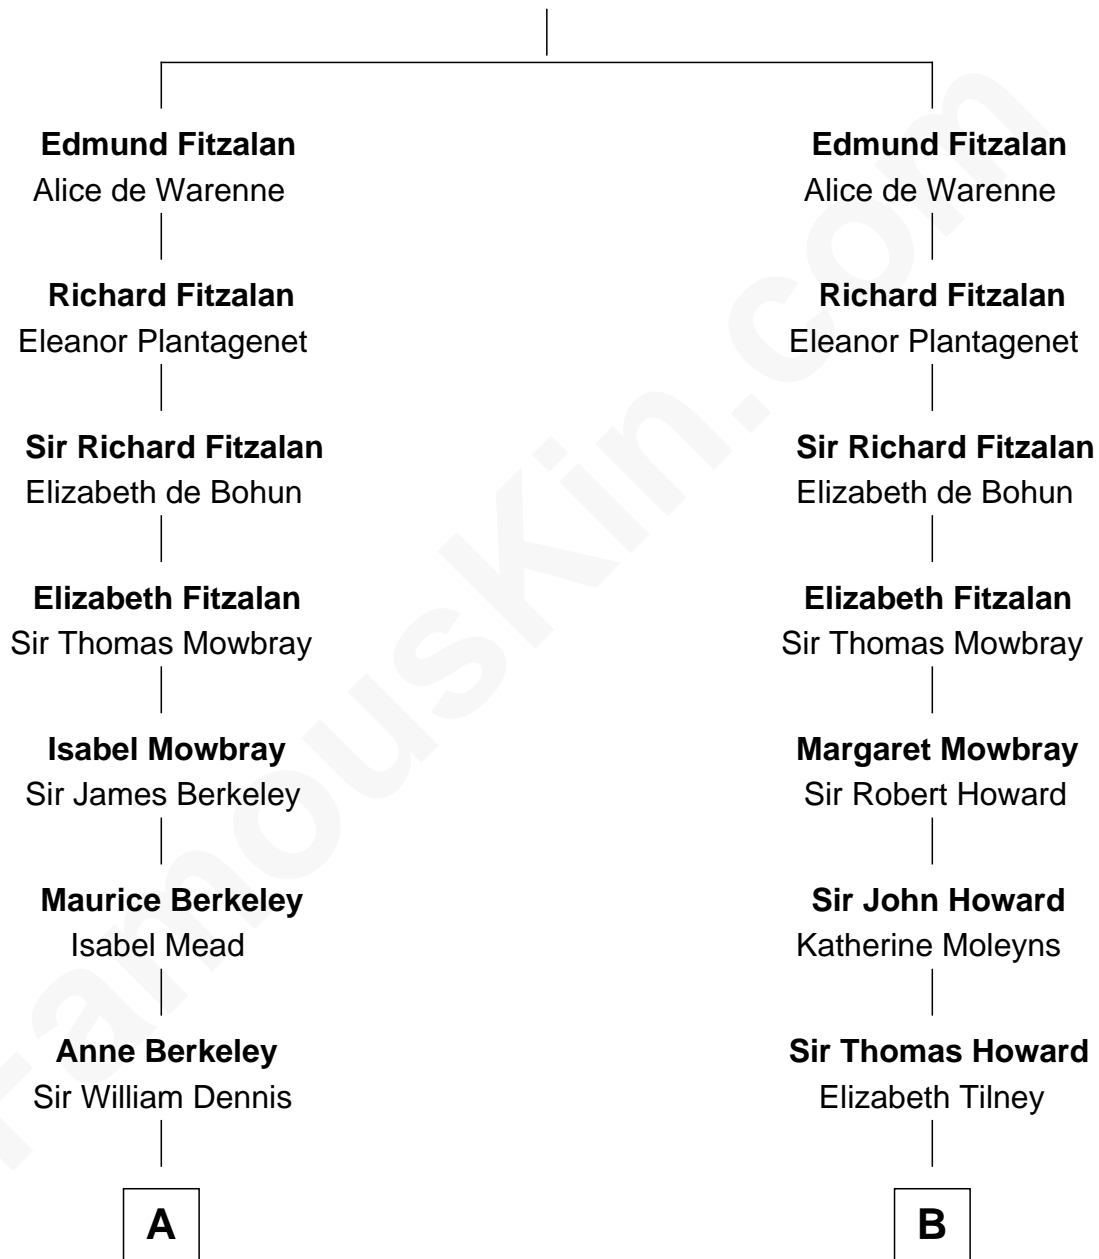 Edmund Fitzalan
Alice de Warenne
Richard Fitzalan
Eleanor Plantagenet
Sir Richard Fitzalan
Elizabeth de Bohun
Elizabeth Fitzalan
Sir Thomas Mowbray
Isabel Mowbray
Sir James Berkeley
Maurice Berkeley
Isabel Mead
Anne Berkeley
Sir William Dennis
A
Edmund Fitzalan
Alice de Warenne
Richard Fitzalan
Eleanor Plantagenet
Sir Richard Fitzalan
Elizabeth de Bohun
Elizabeth Fitzalan
Sir Thomas Mowbray
Margaret Mowbray
Sir Robert Howard
Sir John Howard
Katherine Moleyns
Sir Thomas Howard
Elizabeth Tilney
B
FamousKin.com